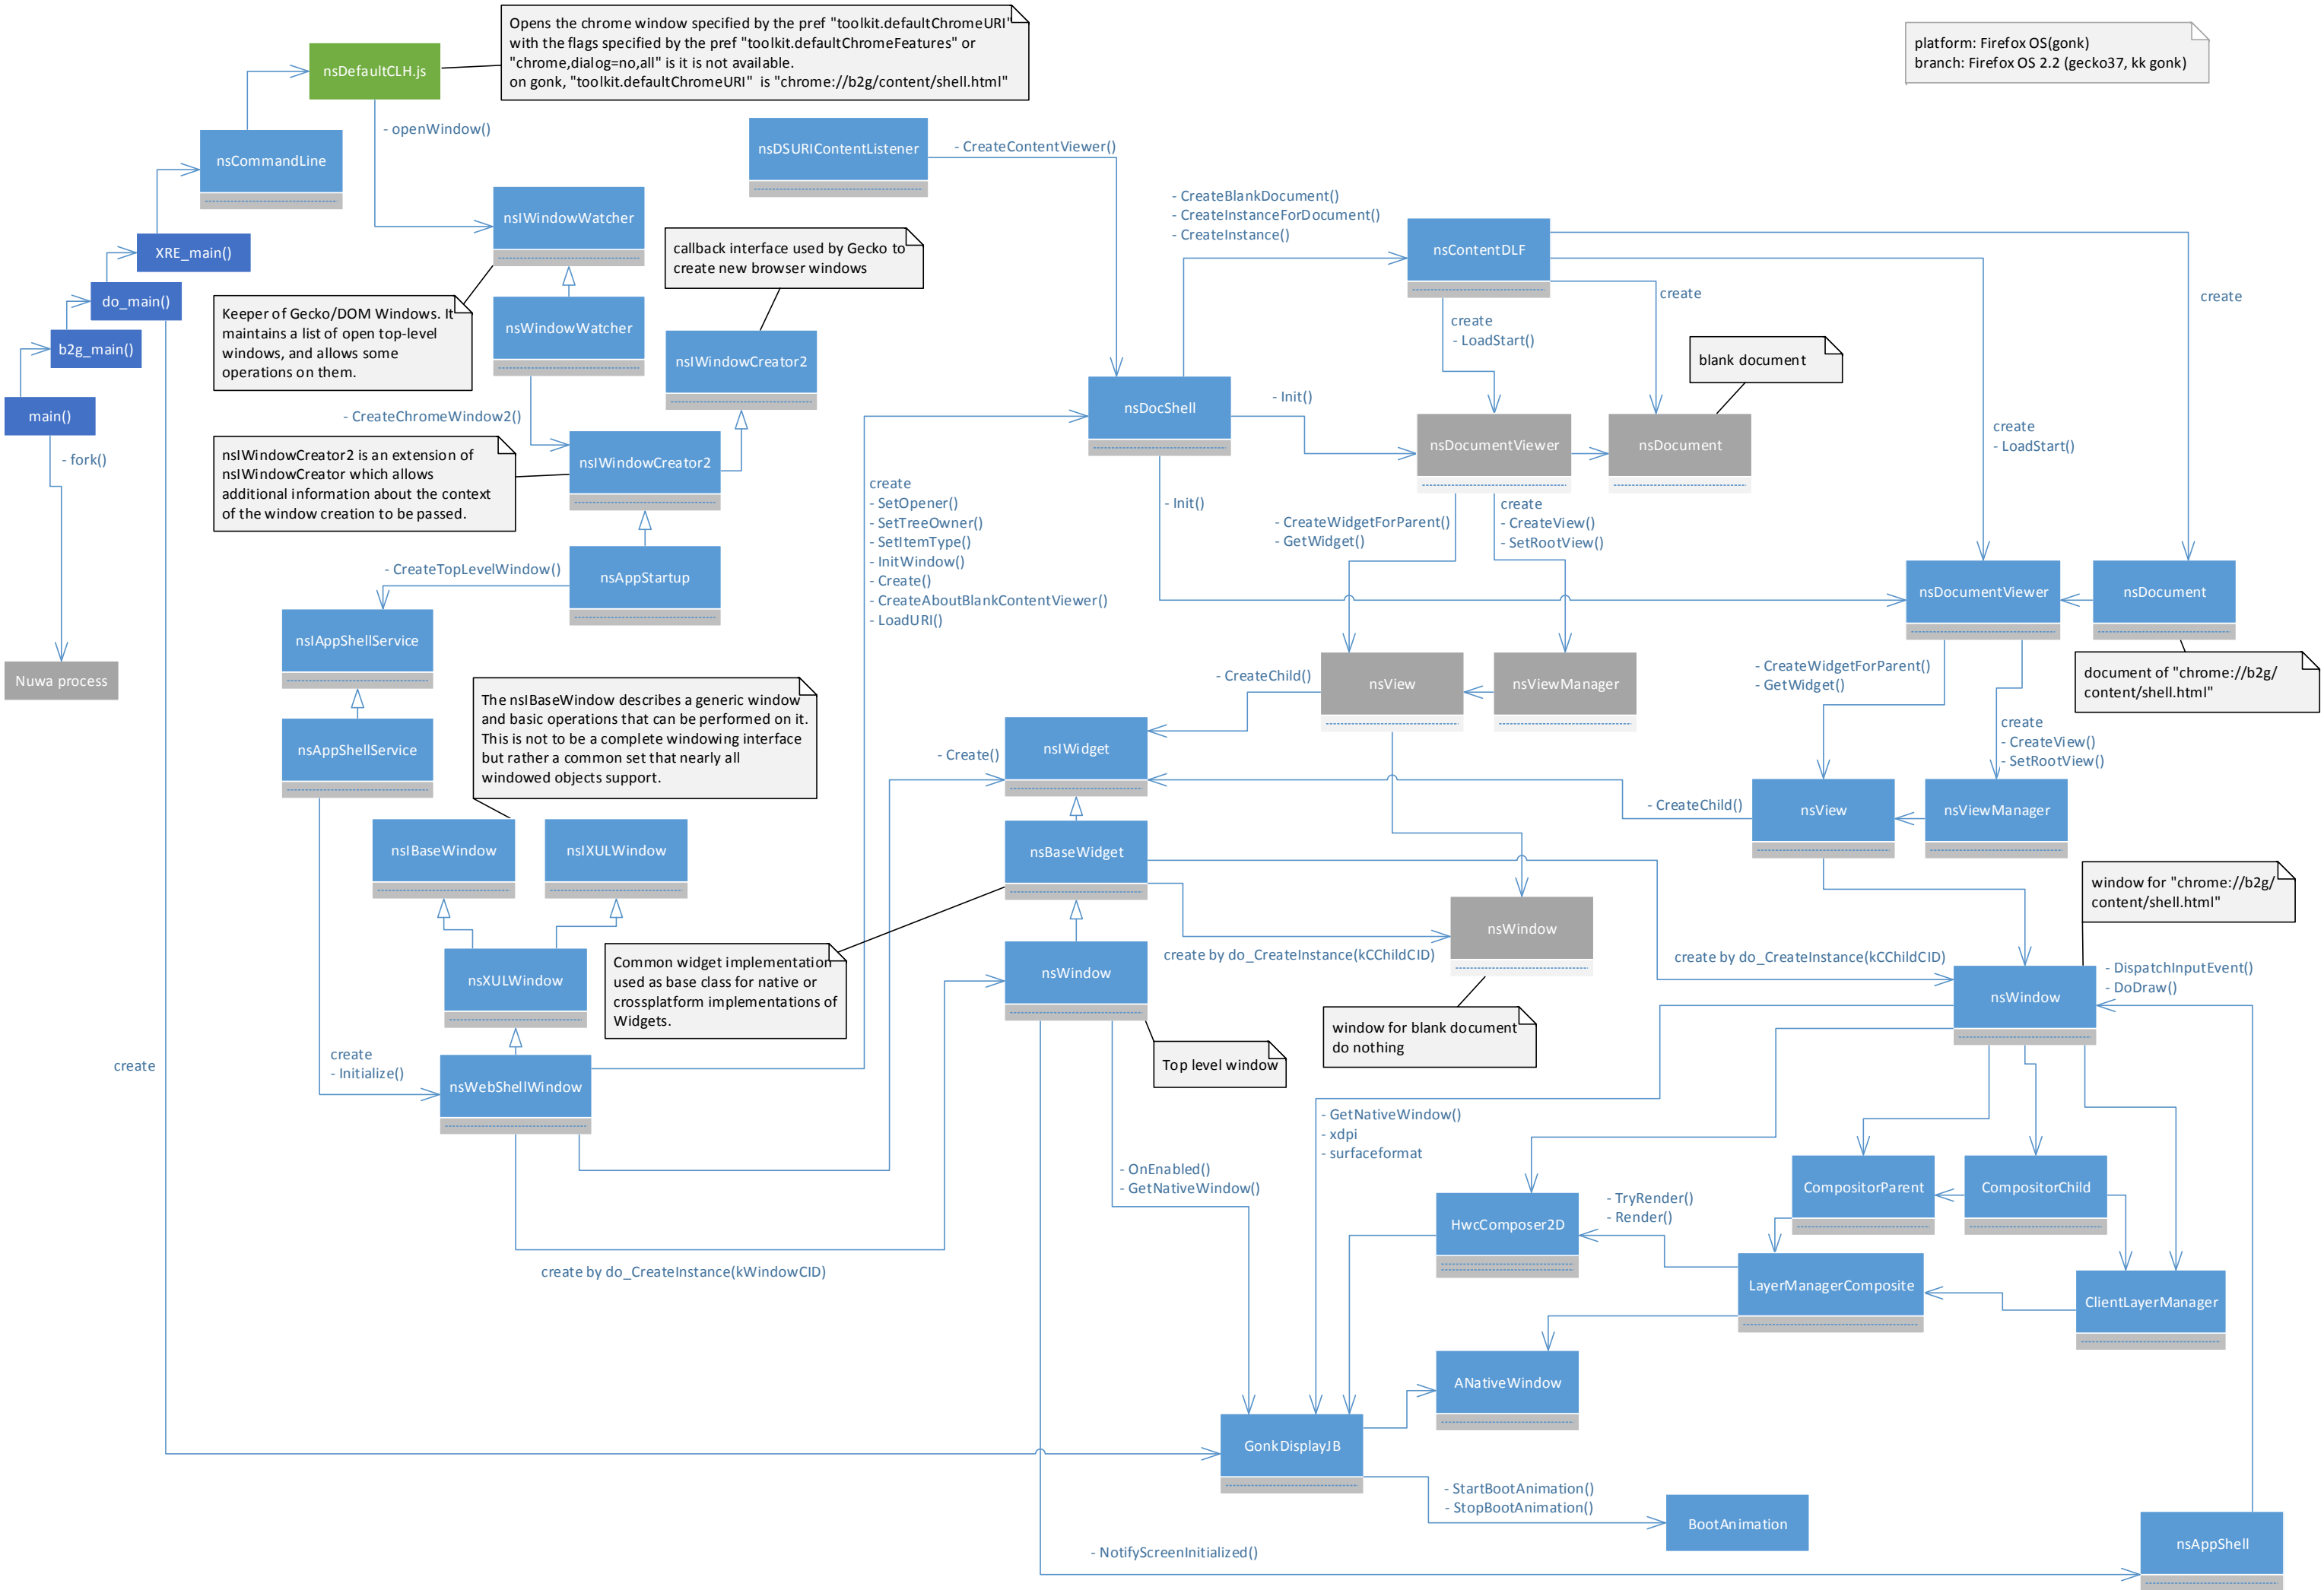 Opens the chrome window specified by the pref "toolkit.defaultChromeURI"
with the flags specified by the pref "toolkit.defaultChromeFeatures" or
"chrome,dialog=no,all" is it is not available.
on gonk, "toolkit.defaultChromeURI"  is "chrome://b2g/content/shell.html"
platform: Firefox OS(gonk)
branch: Firefox OS 2.2 (gecko37, kk gonk)
nsDefaultCLH.js
- openWindow()
nsCommandLine
XRE_main()
do_main()
b2g_main()
main()
- fork()
Nuwa process
nsIWindowWatcher
Keeper of Gecko/DOM Windows. It
maintains a list of open top-level
windows, and allows some
operations on them.
nsWindowWatcher
callback interface used by Gecko to
create new browser windows
nsIWindowCreator2
- CreateChromeWindow2()
nsIWindowCreator2 is an extension of
nsIWindowCreator which allows
additional information about the context
of the window creation to be passed.
nsIWindowCreator2
nsAppStartup
- CreateTopLevelWindow()
nsIAppShellService
nsAppShellService
The nsIBaseWindow describes a generic window
and basic operations that can be performed on it.
This is not to be a complete windowing interface
but rather a common set that nearly all
windowed objects support.
nsIBaseWindow
nsIXULWindow
nsXULWindow
create
- Initialize()
nsWebShellWindow
create
create by do_CreateInstance(kWindowCID)
nsDSURIContentListener
- CreateContentViewer()
- CreateBlankDocument()
- CreateInstanceForDocument()
- CreateInstance()
nsContentDLF
create
create
- LoadStart()
create
blank document
nsDocShell
- Init()
nsDocumentViewer
nsDocument
create
- LoadStart()
create
- SetOpener()
- SetTreeOwner()
- SetItemType()
- InitWindow()
- Create()
- CreateAboutBlankContentViewer()
- LoadURI()
- Init()
- CreateWidgetForParent()
- GetWidget()
create
- CreateView()
- SetRootView()
nsDocumentViewer
nsDocument
document of "chrome://b2g/
content/shell.html"
- CreateChild()
nsView
nsViewManager
- CreateWidgetForParent()
- GetWidget()
create
- CreateView()
- SetRootView()
- Create()
nsIWidget
- CreateChild()
nsView
nsViewManager
nsBaseWidget
Common widget implementation
used as base class for native or
crossplatform implementations of
Widgets.
nsWindow
Top level window
create by do_CreateInstance(kCChildCID)
nsWindow
window for blank document
do nothing
window for "chrome://b2g/
content/shell.html"
create by do_CreateInstance(kCChildCID)
nsWindow
- DispatchInputEvent()
- DoDraw()
- GetNativeWindow()
- xdpi
- surfaceformat
- OnEnabled()
- GetNativeWindow()
HwcComposer2D
- TryRender()
- Render()
CompositorParent
CompositorChild
LayerManagerComposite
ClientLayerManager
ANativeWindow
GonkDisplayJB
- StartBootAnimation()
- StopBootAnimation()
BootAnimation
- NotifyScreenInitialized()
nsAppShell